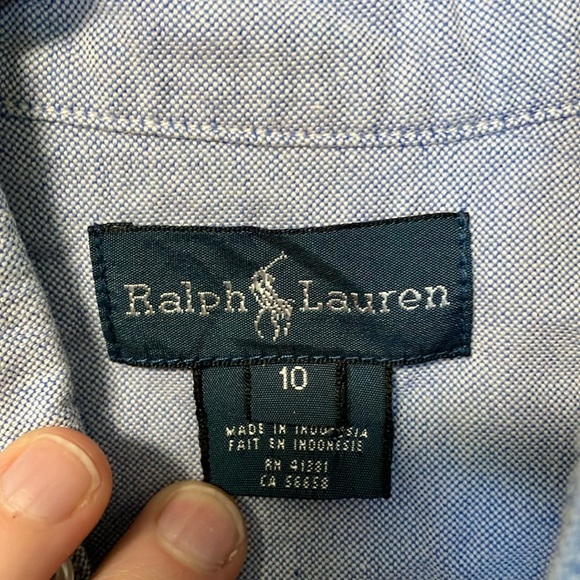 Ralph Lauren
10
MADE IN INDONESIA
FAIT EN INDONESIE
RN 41381
CA 56658